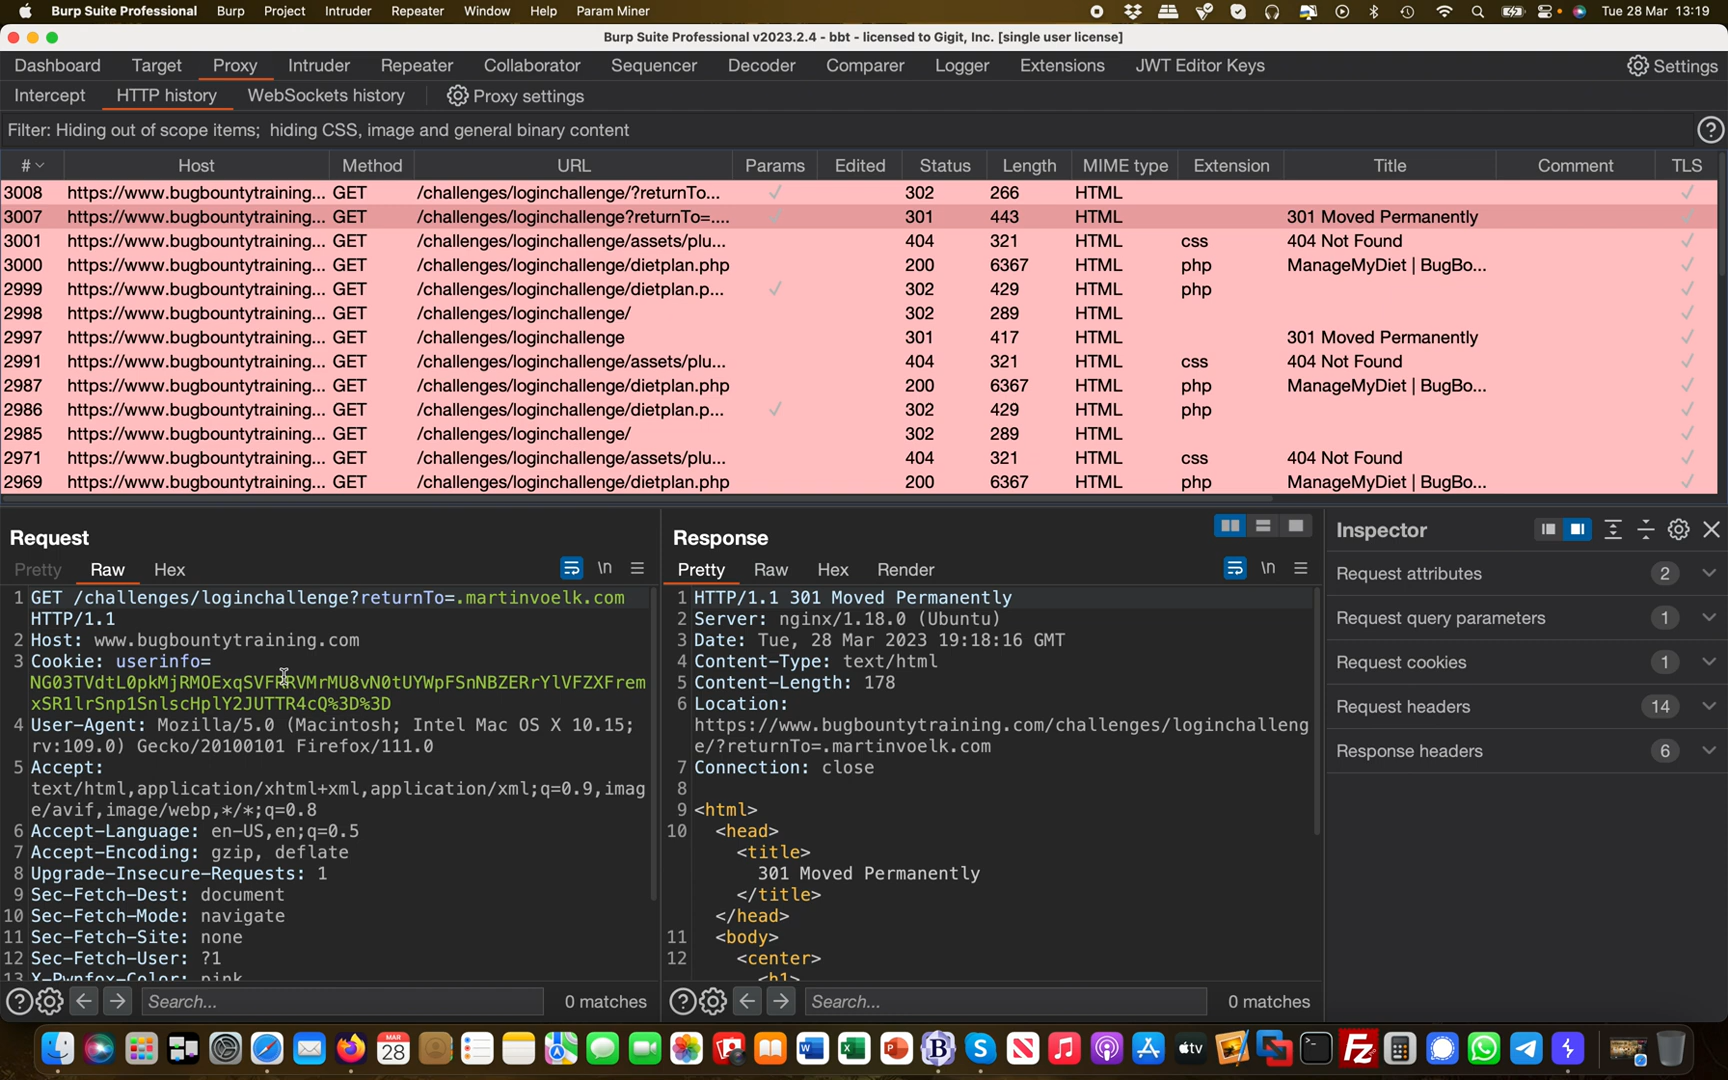 Burp Suite Professional Burp Project Intruder Repeater Window Help Param Miner Tue 28 Mar 13:19
Burp Suite Professional v2023.2.4 - bbt - licensed to Gigit, Inc. [single user license]
Dashboard Target Proxy Intruder Repeater Collaborator Sequencer Decoder Comparer Logger Extensions JWT Editor Keys Settings
Intercept HTTP history WebSockets history Proxy settings
Filter: Hiding out of scope items; hiding CSS, image and general binary content
# Host Method URL Params Edited Status Length MIME type Extension Title Comment TLS
3008 https://www.bugbountytraining... GET /challenges/loginchallenge/?returnTo... ✓ 302 266 HTML ✓
3007 https://www.bugbountytraining... GET /challenges/loginchallenge?returnTo=.... ✓ 301 443 HTML 301 Moved Permanently ✓
3001 https://www.bugbountytraining... GET /challenges/loginchallenge/assets/plu... 404 321 HTML css 404 Not Found ✓
3000 https://www.bugbountytraining... GET /challenges/loginchallenge/dietplan.php 200 6367 HTML php ManageMyDiet | BugBo... ✓
2999 https://www.bugbountytraining... GET /challenges/loginchallenge/dietplan.p... ✓ 302 429 HTML php ✓
2998 https://www.bugbountytraining... GET /challenges/loginchallenge/ 302 289 HTML ✓
2997 https://www.bugbountytraining... GET /challenges/loginchallenge 301 417 HTML 301 Moved Permanently ✓
2991 https://www.bugbountytraining... GET /challenges/loginchallenge/assets/plu... 404 321 HTML css 404 Not Found ✓
2987 https://www.bugbountytraining... GET /challenges/loginchallenge/dietplan.php 200 6367 HTML php ManageMyDiet | BugBo... ✓
2986 https://www.bugbountytraining... GET /challenges/loginchallenge/dietplan.p... ✓ 302 429 HTML php ✓
2985 https://www.bugbountytraining... GET /challenges/loginchallenge/ 302 289 HTML ✓
2971 https://www.bugbountytraining... GET /challenges/loginchallenge/assets/plu... 404 321 HTML css 404 Not Found ✓
2969 https://www.bugbountytraining... GET /challenges/loginchallenge/dietplan.php 200 6367 HTML php ManageMyDiet | BugBo... ✓
Request
Pretty Raw Hex \n
1 GET /challenges/loginchallenge?returnTo=.martinvoelk.com
HTTP/1.1
2 Host: www.bugbountytraining.com
3 Cookie: userinfo=
xSR1lrSnp1SnlscHplY2JUTTR4cQ%3D%3D
4 User-Agent: Mozilla/5.0 (Macintosh; Intel Mac OS X 10.15;
rv:109.0) Gecko/20100101 Firefox/111.0
5 Accept:
text/html,application/xhtml+xml,application/xml;q=0.9,imag
e/avif,image/webp,*/*;q=0.8
6 Accept-Language: en-US,en;q=0.5
7 Accept-Encoding: gzip, deflate
8 Upgrade-Insecure-Requests: 1
9 Sec-Fetch-Dest: document
10 Sec-Fetch-Mode: navigate
11 Sec-Fetch-Site: none
12 Sec-Fetch-User: ?1
13 X-Pwnfox-Color: pink
Search... 0 matches
Response
Pretty Raw Hex Render \n
1 HTTP/1.1 301 Moved Permanently
2 Server: nginx/1.18.0 (Ubuntu)
3 Date: Tue, 28 Mar 2023 19:18:16 GMT
4 Content-Type: text/html
5 Content-Length: 178
6 Location:
https://www.bugbountytraining.com/challenges/loginchalleng
e/?returnTo=.martinvoelk.com
7 Connection: close
8
9 <html>
10 <head>
<title>
301 Moved Permanently
</title>
</head>
11 <body>
12 <center>
<h1>
Search... 0 matches
Inspector
Request attributes 2
Request query parameters 1
Request cookies 1
Request headers 14
Response headers 6
MAR
28
tv